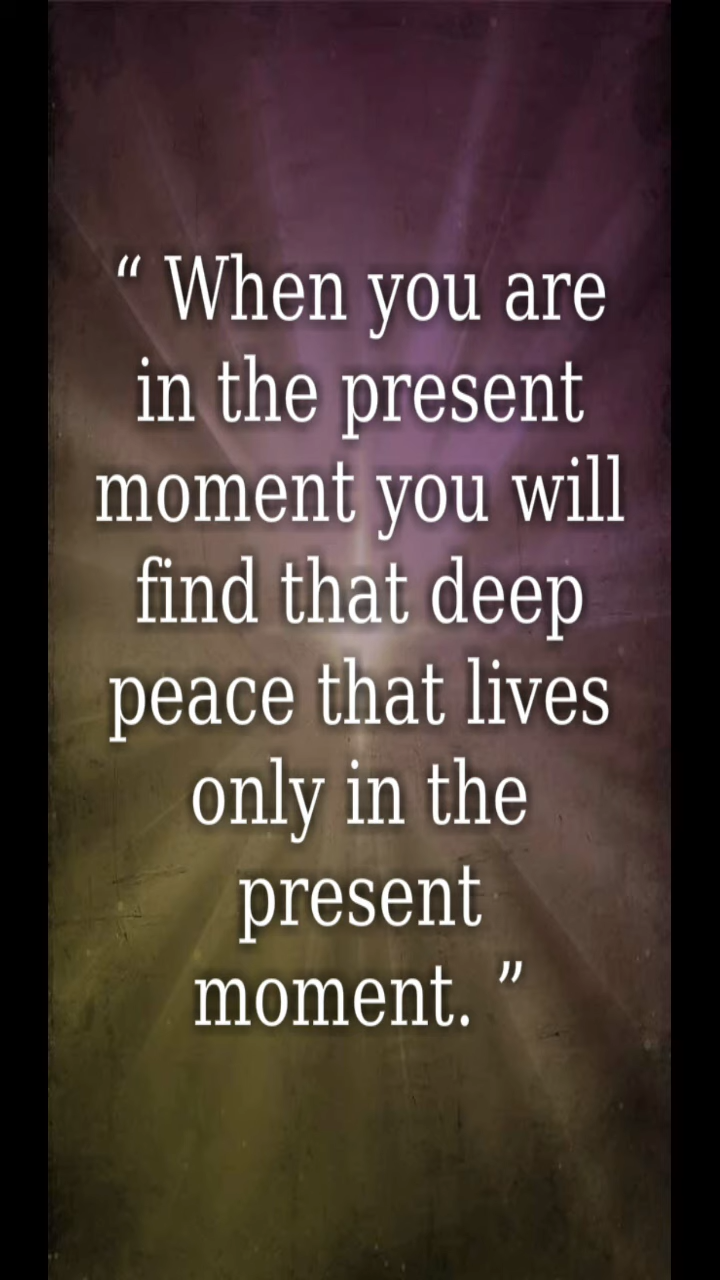 “ When you are
in the present
moment you will
find that deep
peace that lives
only in the
present
moment. ”